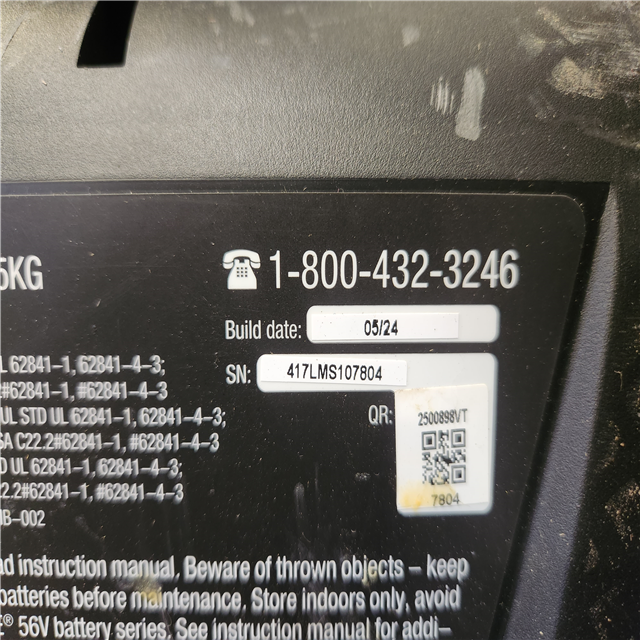 5KG
1-800-432-3246
Build date: 05/24
SN: 417LMS107804
QR: 2500898VT
7804
L 62841-1, 62841-4-3;
2#62841-1, #62841-4-3
UL STD UL 62841-1, 62841-4-3;
SA C22.2#62841-1, #62841-4-3
D UL 62841-1, 62841-4-3;
22.2#62841-1, #62841-4-3
MB-002
ad instruction manual. Beware of thrown objects – keep
batteries before maintenance. Store indoors only, avoid
® 56V battery series. See instruction manual for addi–